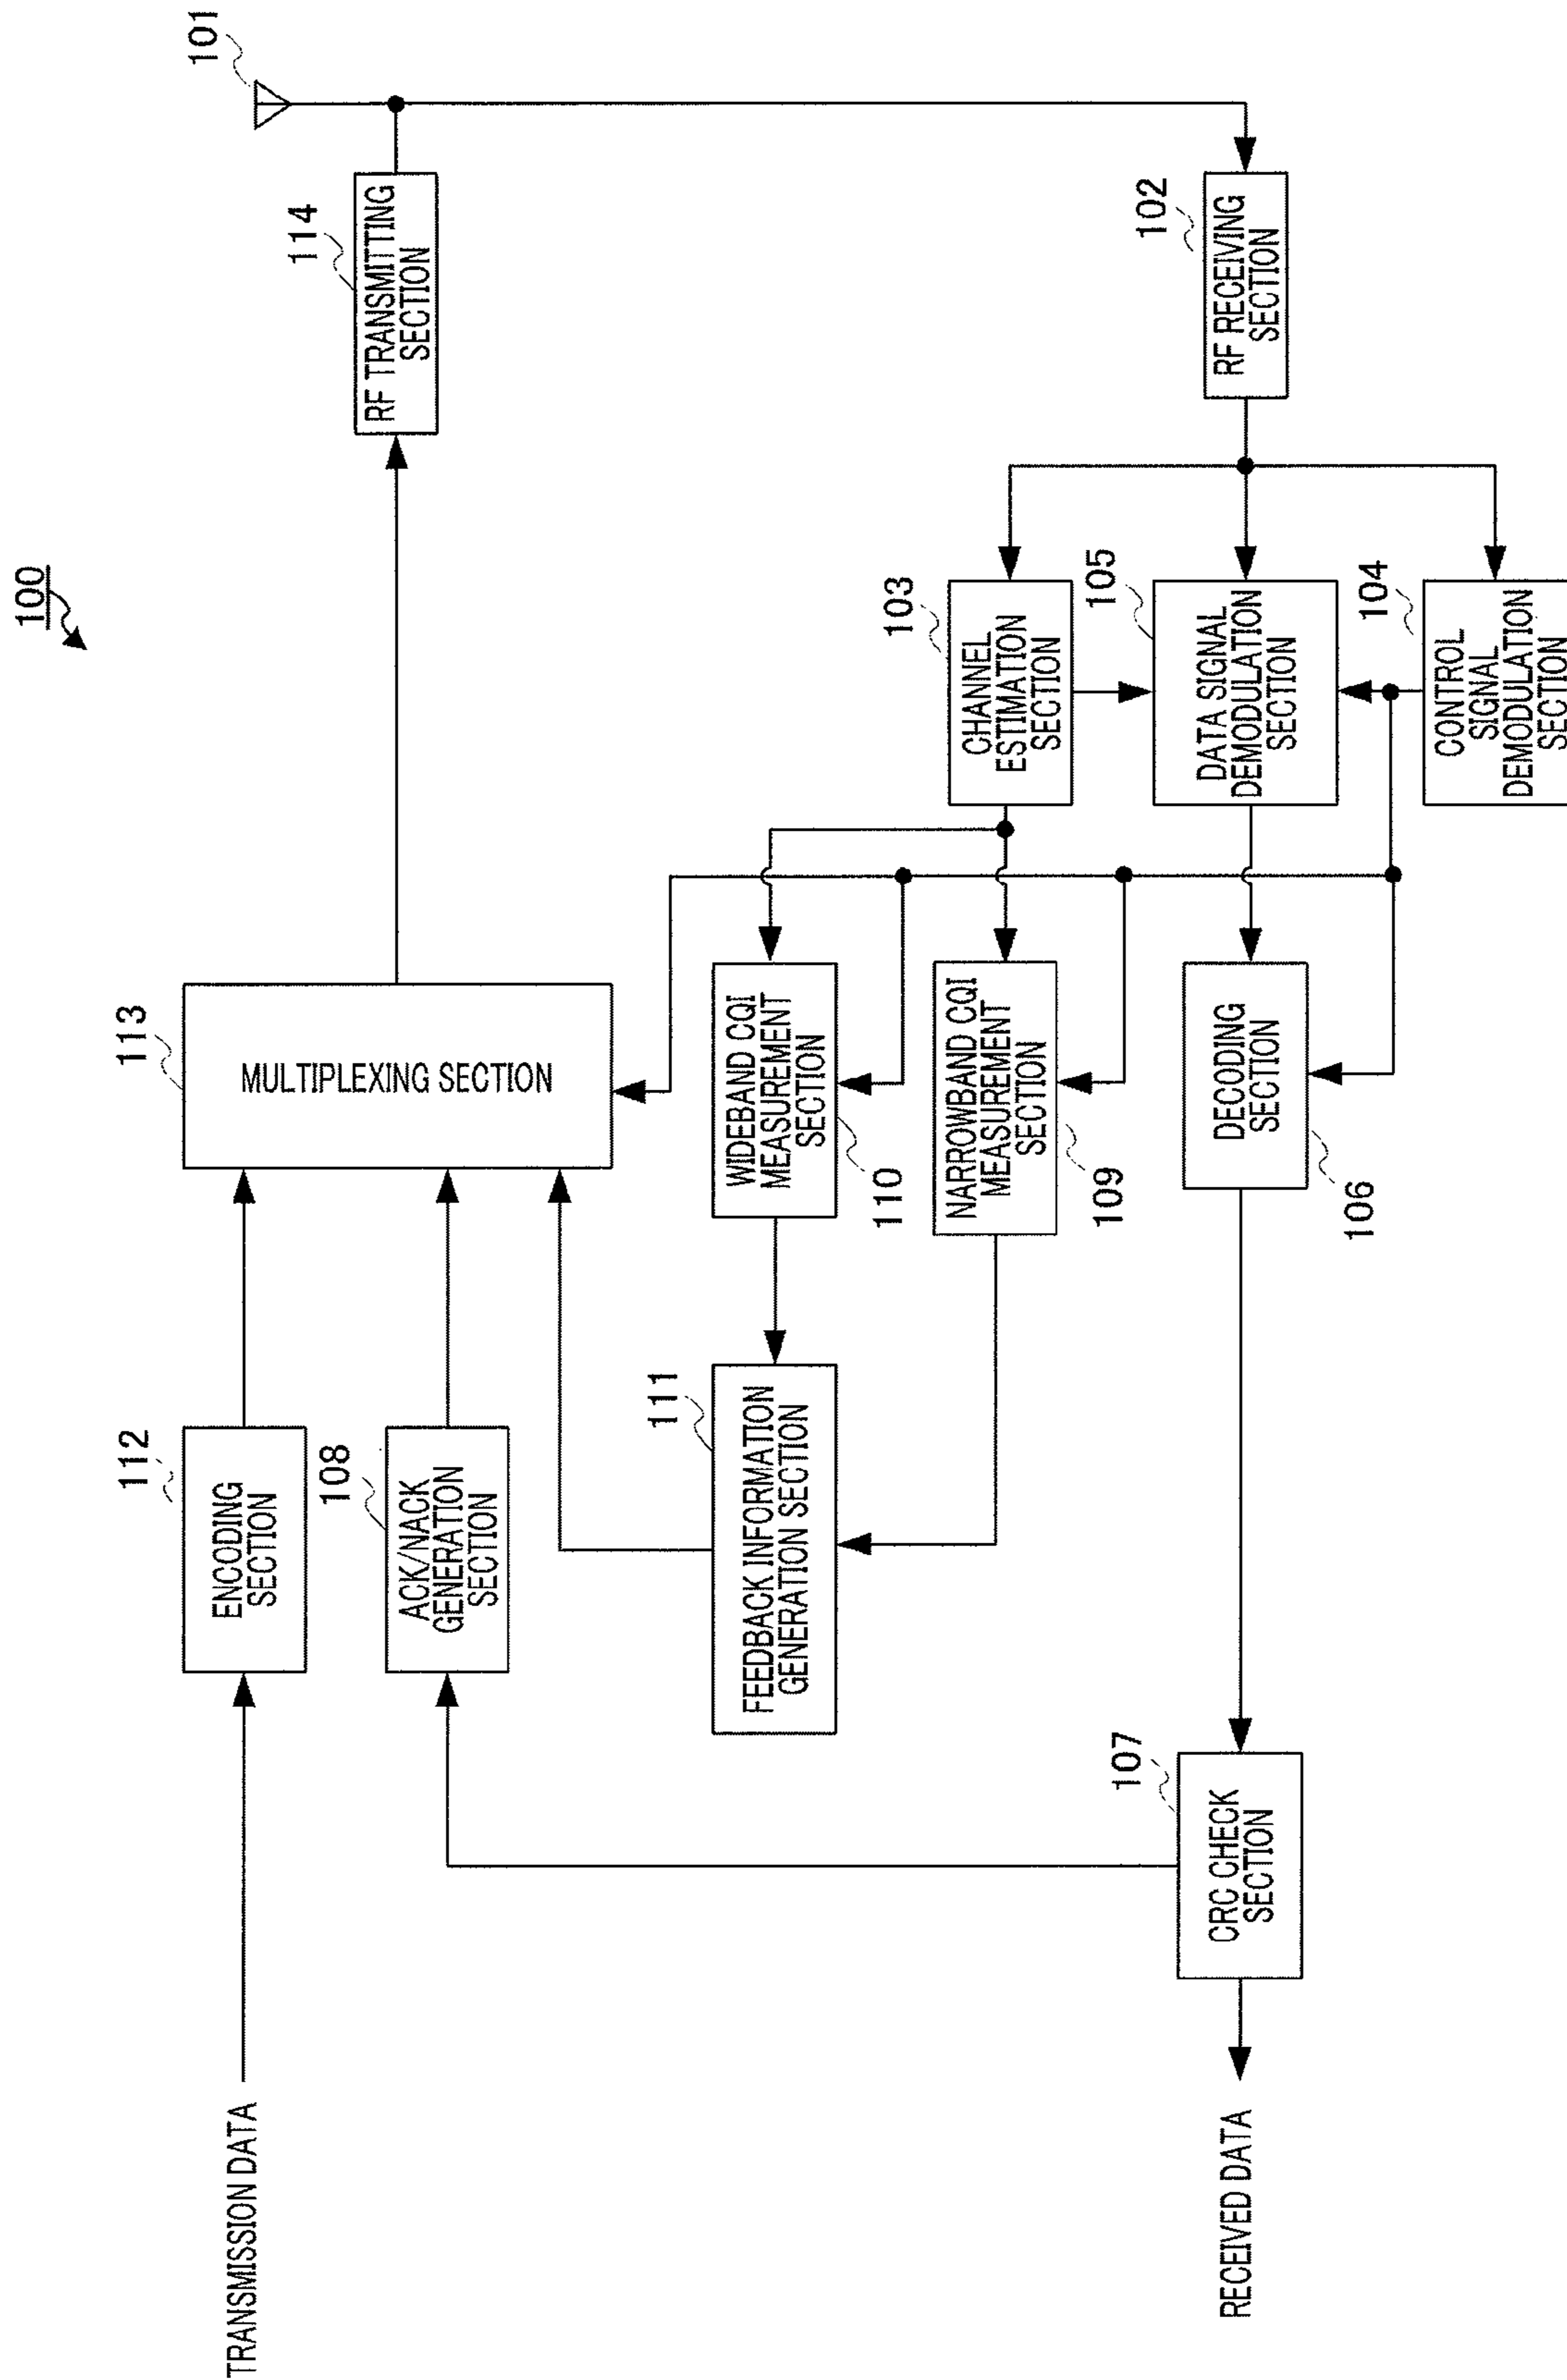 100
TRANSMISSION DATA
112
ENCODING
SECTION
113
MULTIPLEXING SECTION
114
RF TRANSMITTING
SECTION
101
108
ACK/NACK
GENERATION
SECTION
111
FEEDBACK INFORMATION
GENERATION SECTION
WIDEBAND CQI
MEASUREMENT
SECTION
110
NARROWBAND CQI
MEASUREMENT
SECTION
109
103
CHANNEL
ESTIMATION
SECTION
105
DATA SIGNAL
DEMODULATION
SECTION
102
RF RECEIVING
SECTION
RECEIVED DATA
107
CRC CHECK
SECTION
DECODING
SECTION
106
104
CONTROL
SIGNAL
DEMODULATION
SECTION